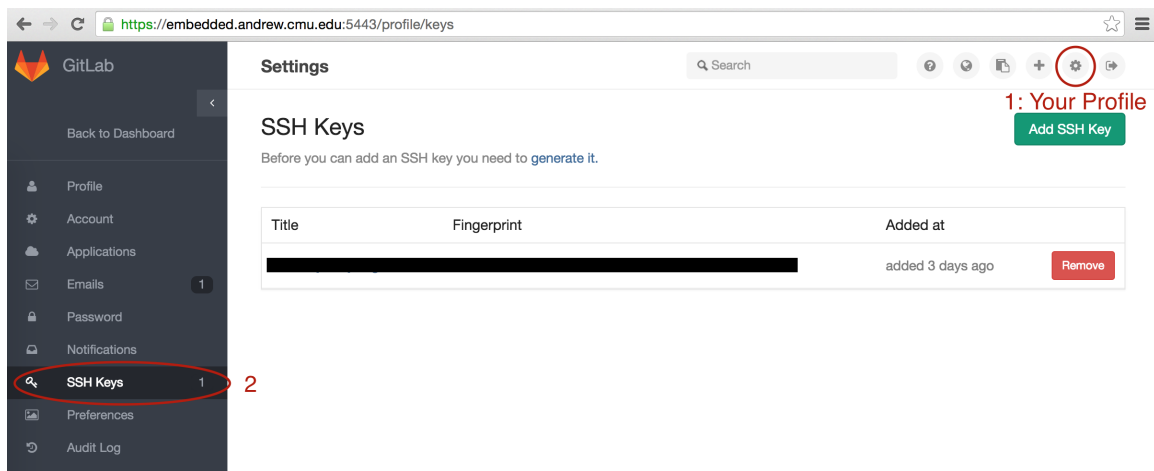 https://embedded.andrew.cmu.edu:5443/profile/keys
GitLab
Settings
Search
1: Your Profile
Back to Dashboard
SSH Keys
Add SSH Key
Before you can add an SSH key you need to generate it.
Profile
Account
Applications
Emails 1
Password
Notifications
SSH Keys 1
2
Preferences
Audit Log
Title Fingerprint Added at
added 3 days ago Remove